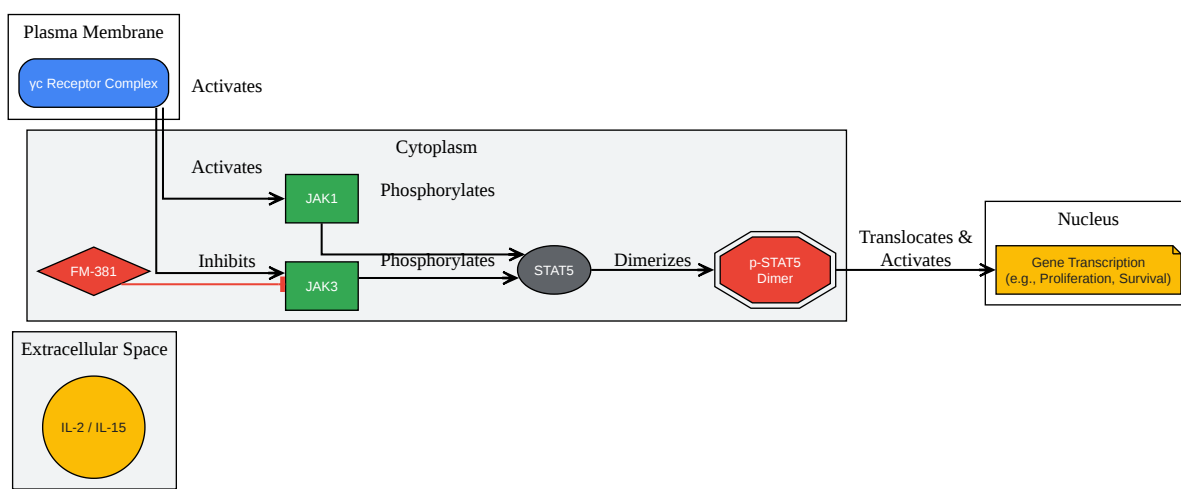 Plasma Membrane
γc Receptor Complex
Activates
Cytoplasm
Activates
JAK1
Phosphorylates
FM-381
Inhibits
JAK3
Phosphorylates
STAT5
Dimerizes
p-STAT5
Dimer
Translocates &
Activates
Nucleus
Gene Transcription
(e.g., Proliferation, Survival)
Extracellular Space
IL-2 / IL-15